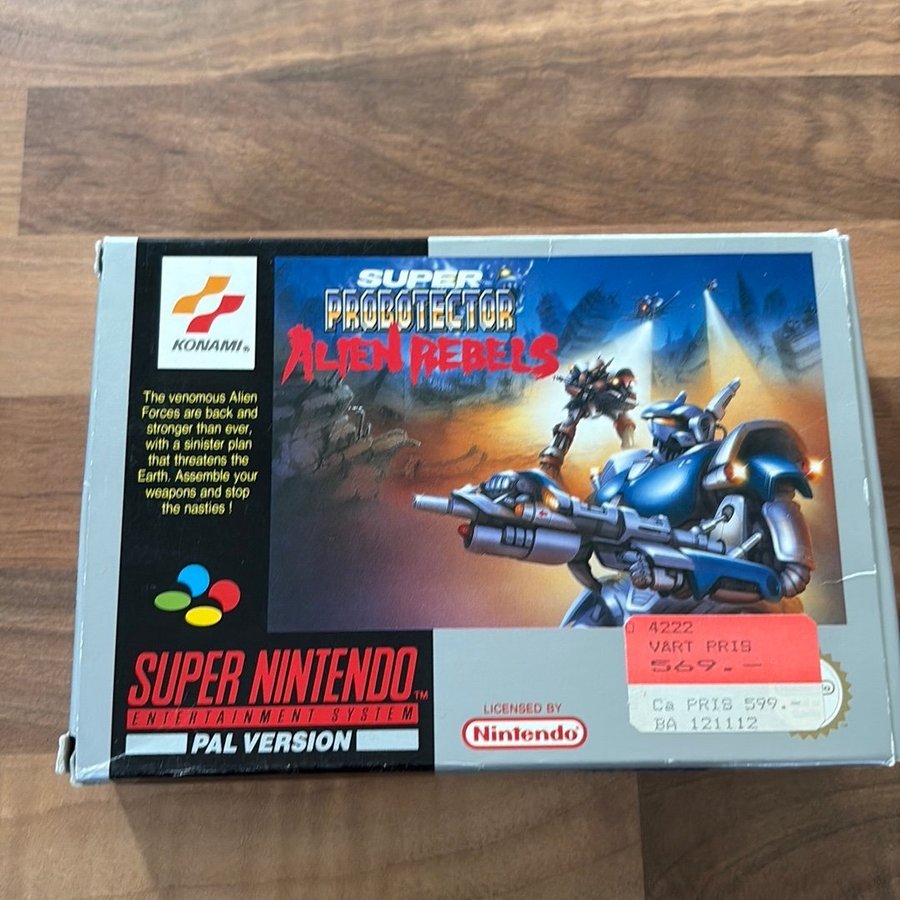 KONAMI®
The venomous Alien
Forces are back and
stronger than ever,
with a sinister plan
that threatens the
Earth. Assemble your
weapons and stop
the nasties !
SUPER
PROBOTECTOR
ALIEN REBELS
SUPER NINTENDO™
ENTERTAINMENT SYSTEM
PAL VERSION
LICENSED BY
Nintendo®
4222
VART PRIS
569.-
Ca PRIS 599.-
BA 121112